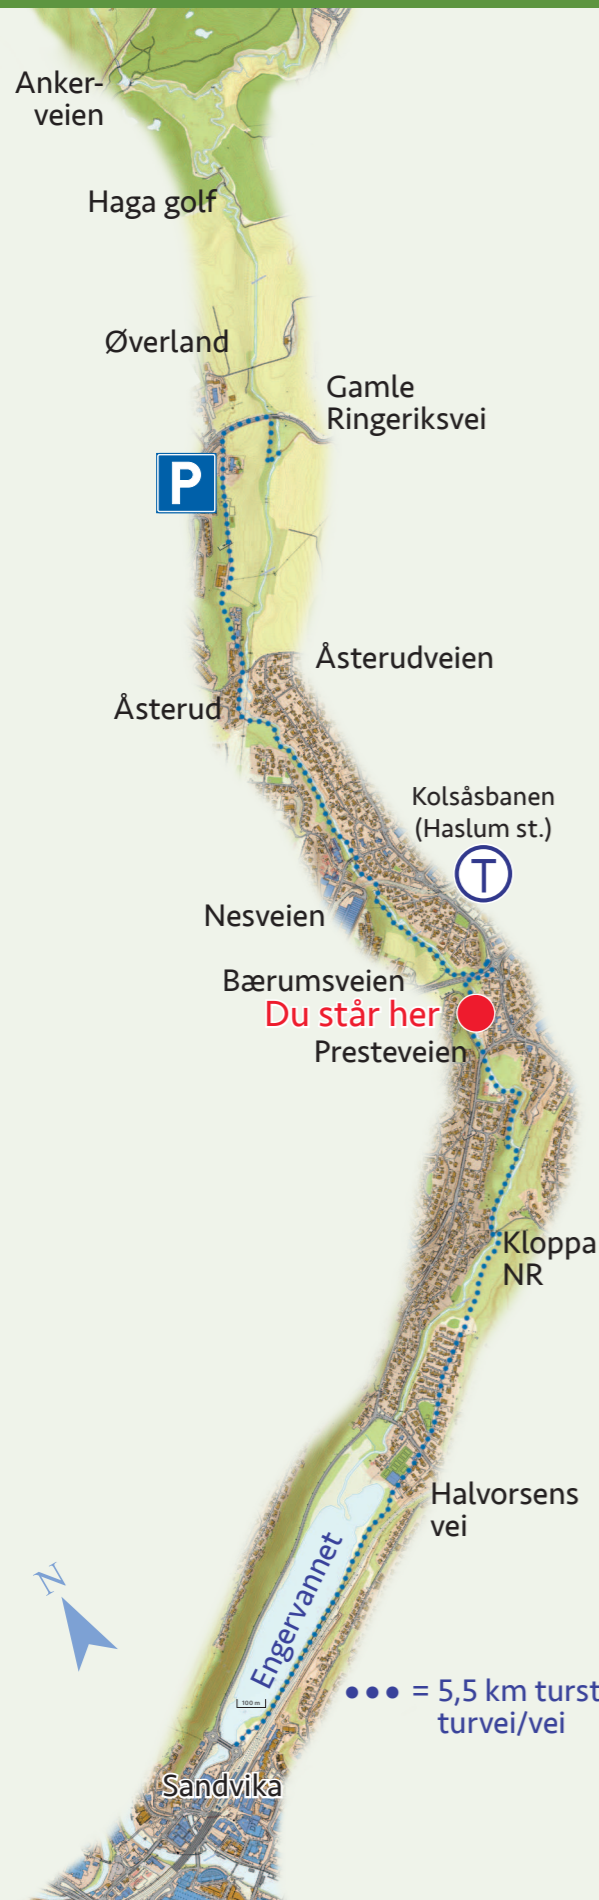 Anker-
veien
Haga golf
Øverland
Gamle
Ringeriksvei
P
Åsterudveien
Åsterud
Kolsåsbanen
(Haslum st.)
T
Nesveien
Bærumsveien
Du står her
Presteveien
Kloppa
NR
Halvorsens
vei
Engervannet
N
100 m
= 5,5 km turst
turvei/vei
Sandvika